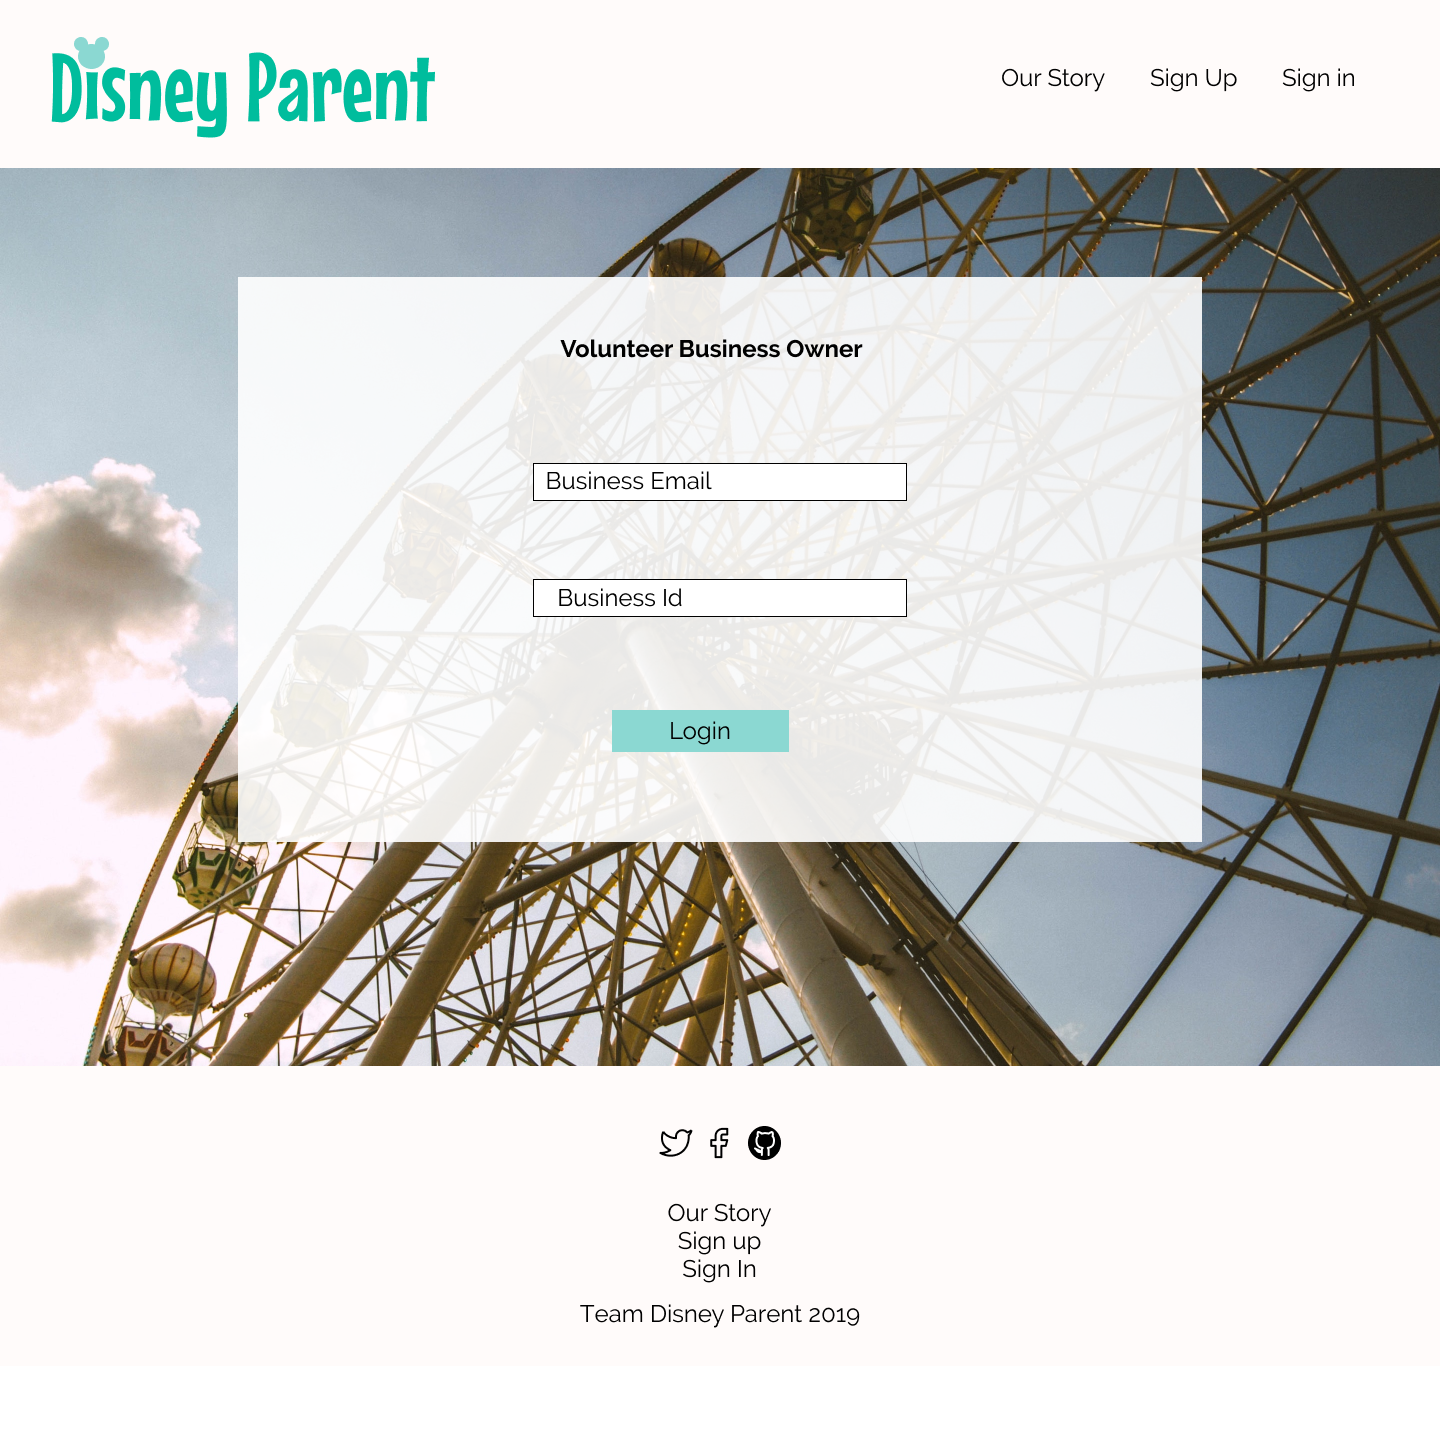 Disney Parent
Our Story
Sign Up
Sign in
Volunteer Business Owner
Business Email
Business Id
Login
Our Story
Sign up
Sign In
Team Disney Parent 2019